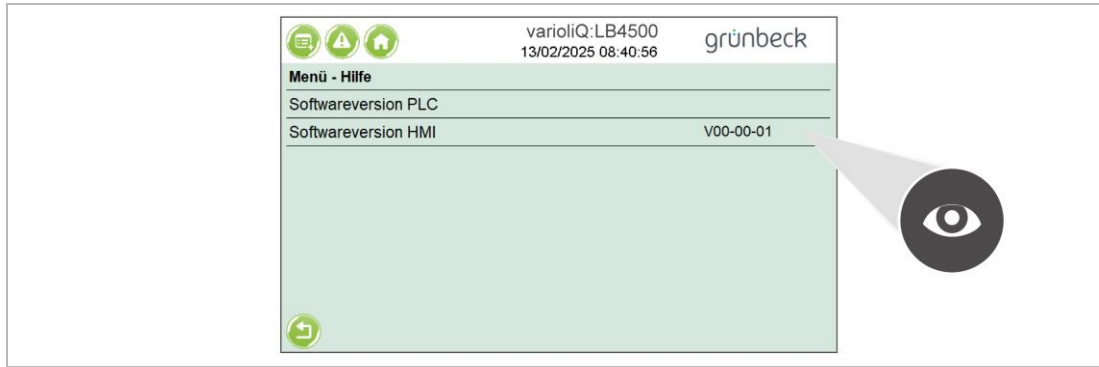 varioliQ:LB4500
13/02/2025 08:40:56
grünbeck
Menü - Hilfe
Softwareversion PLC
Softwareversion HMI V00-00-01